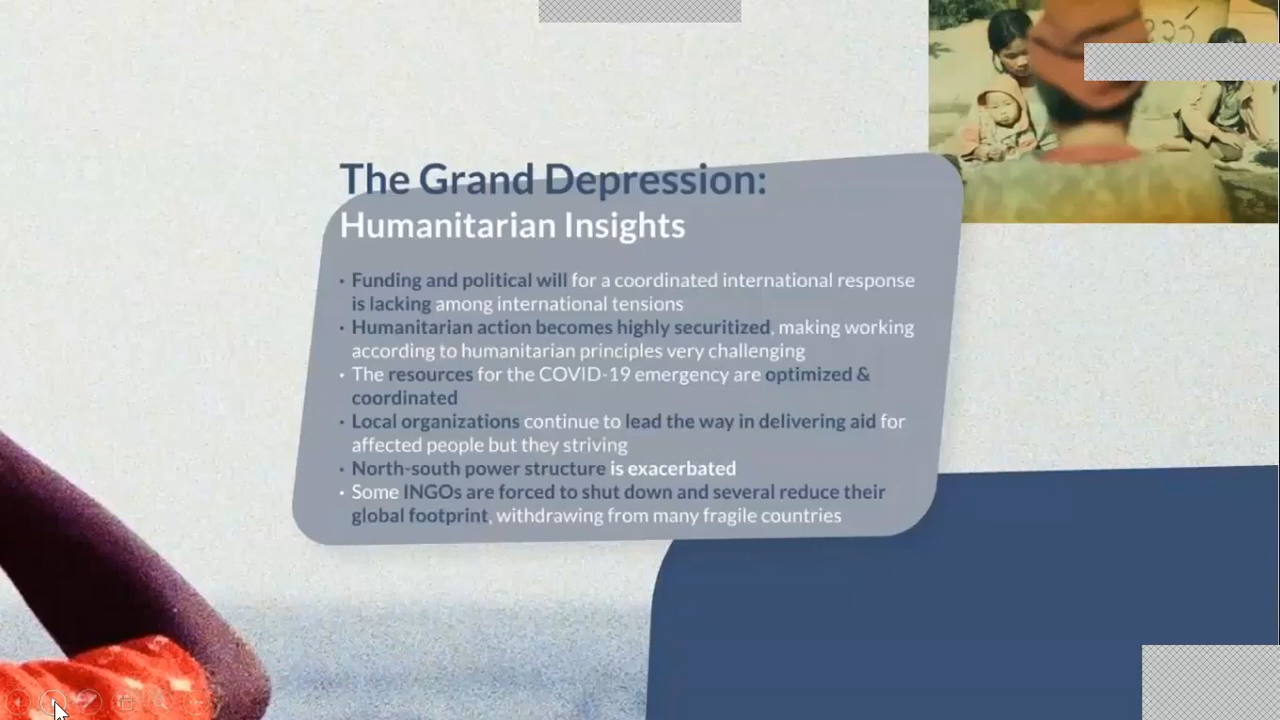 The Grand Depression:
Humanitarian Insights
• Funding and political will for a coordinated international response
is lacking among international tensions
• Humanitarian action becomes highly securitized, making working
according to humanitarian principles very challenging
• The resources for the COVID-19 emergency are optimized &
coordinated
• Local organizations continue to lead the way in delivering aid for
affected people but they striving
• North-south power structure is exacerbated
• Some INGOs are forced to shut down and several reduce their
global footprint, withdrawing from many fragile countries